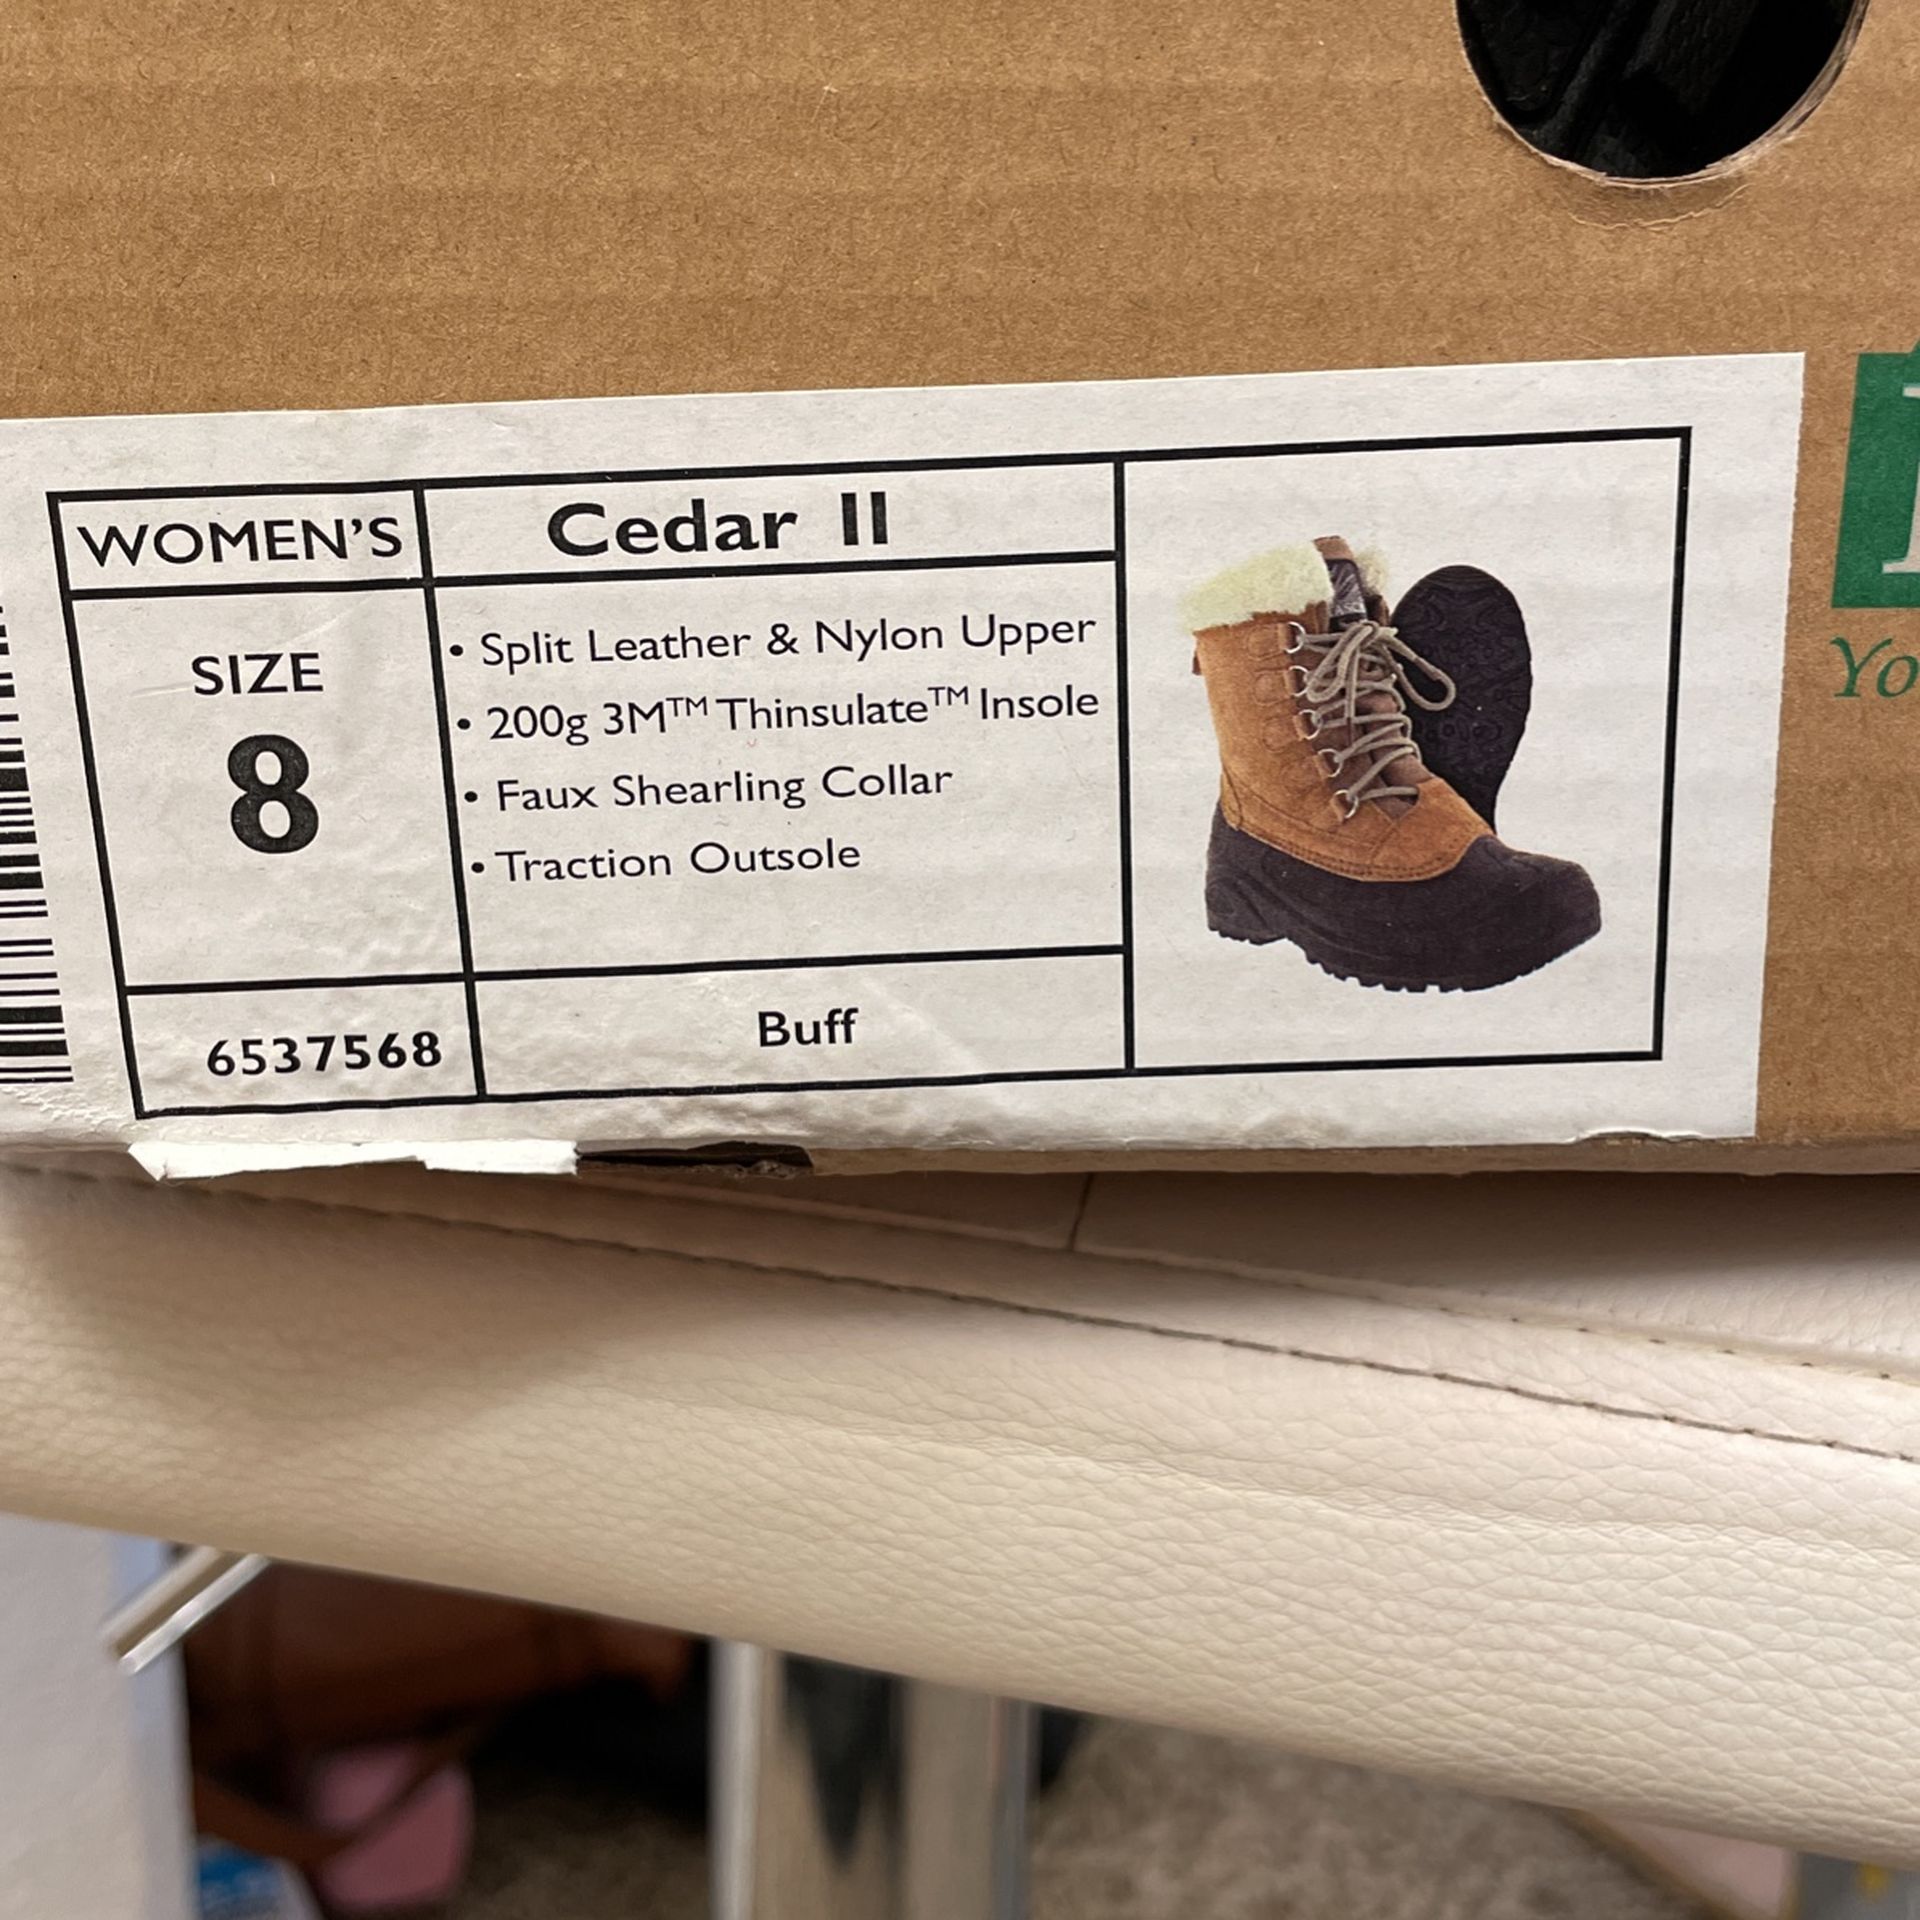 WOMEN'S
Cedar II
SIZE
8
• Split Leather & Nylon Upper
• 200g 3M™ Thinsulate™ Insole
• Faux Shearling Collar
• Traction Outsole
6537568
Buff